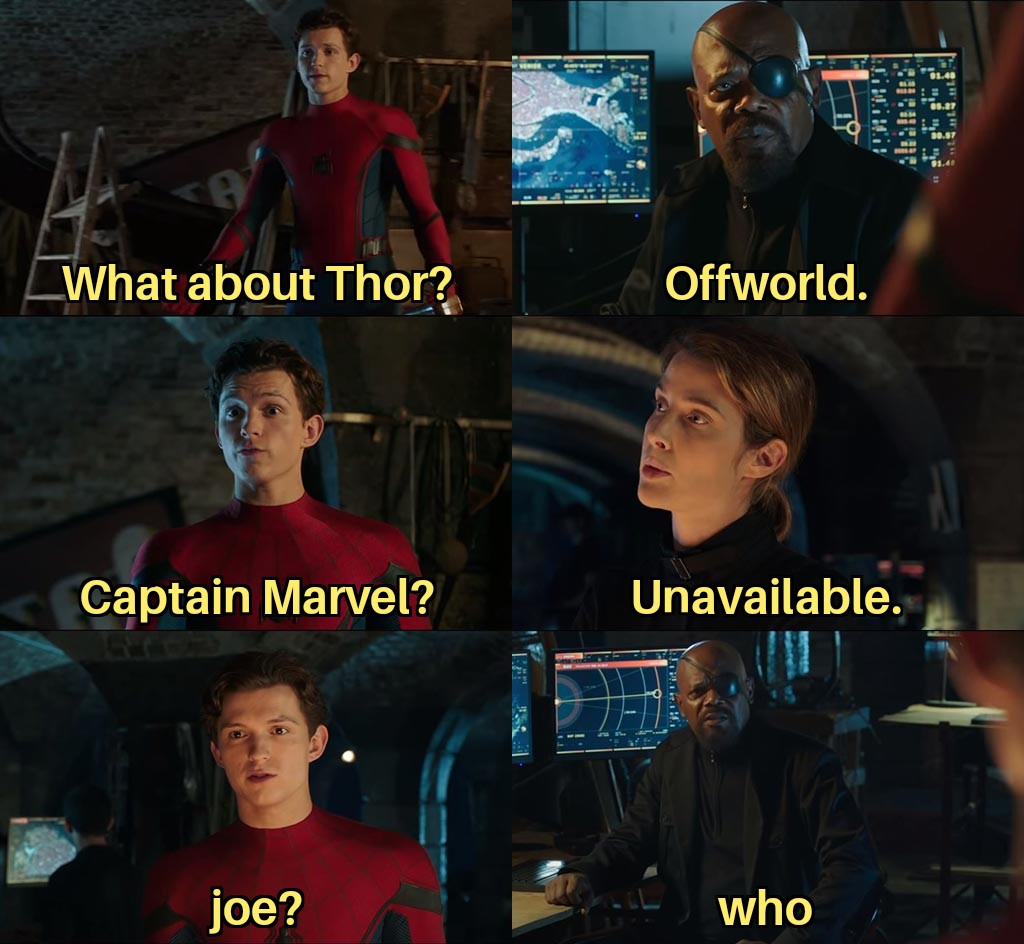 What about Thor?
Offworld.
Captain Marvel?
Unavailable.
joe?
who